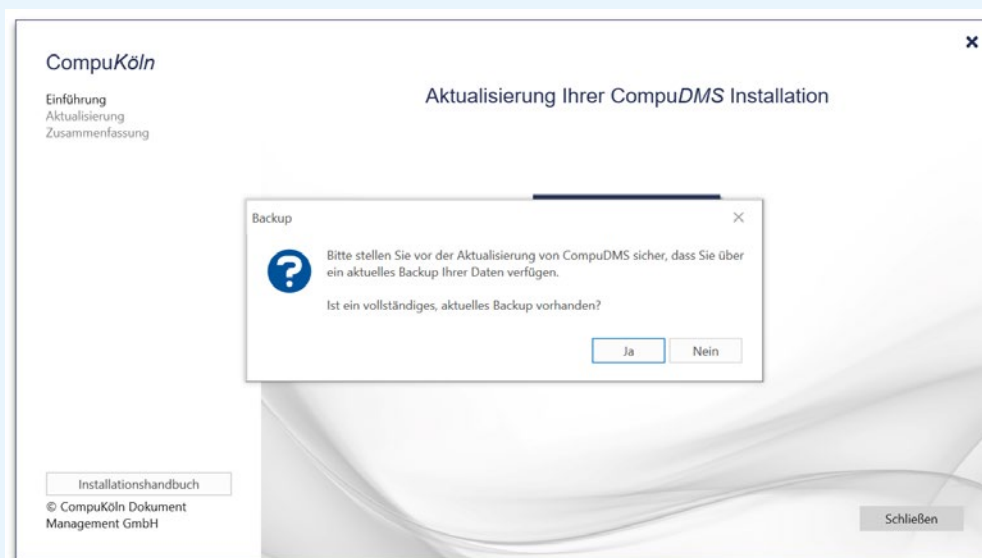 CompuKöln
Einführung
Aktualisierung
Zusammenfassung
Aktualisierung Ihrer CompuDMS Installation
Backup
Bitte stellen Sie vor der Aktualisierung von CompuDMS sicher, dass Sie über
ein aktuelles Backup Ihrer Daten verfügen.
Ist ein vollständiges, aktuelles Backup vorhanden?
Ja
Nein
Installationshandbuch
© CompuKöln Dokument
Management GmbH
Schließen